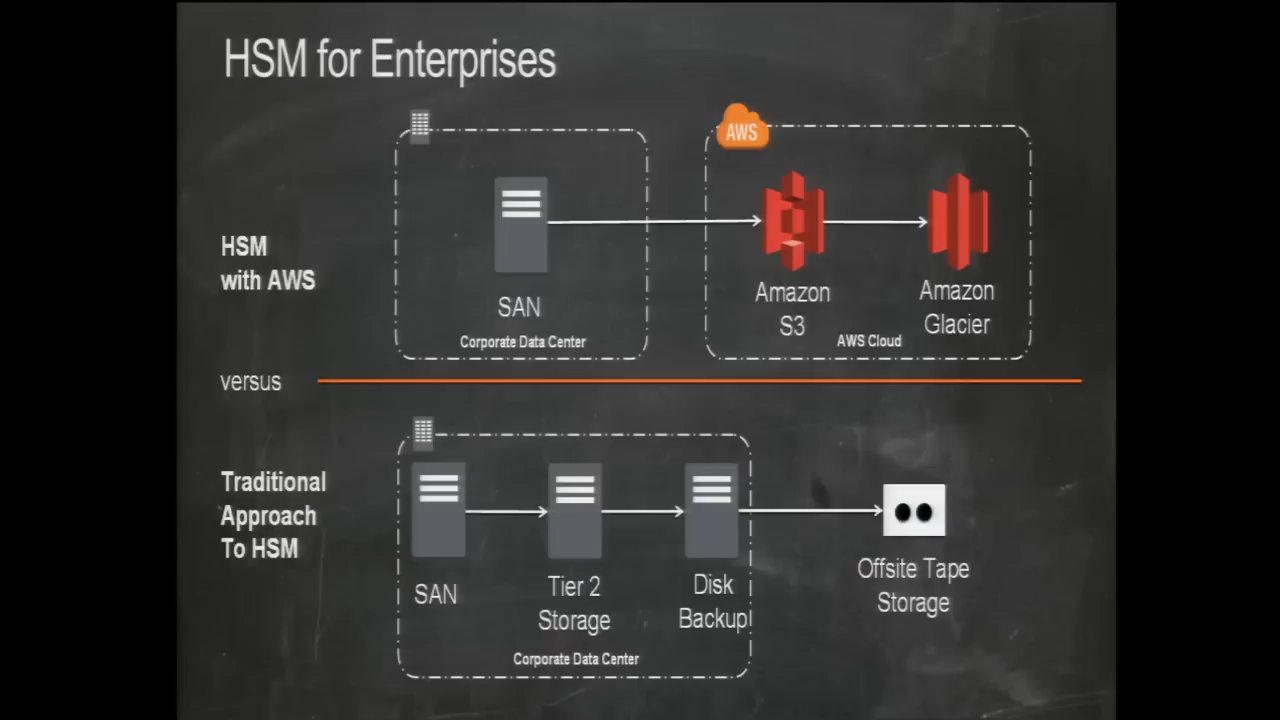 HSM for Enterprises
AWS
HSM
with AWS
SAN
Corporate Data Center
Amazon
S3
Amazon
Glacier
AWS Cloud
versus
Traditional
Approach
To HSM
SAN
Tier 2
Storage
Disk
Backup
Corporate Data Center
Offsite Tape
Storage